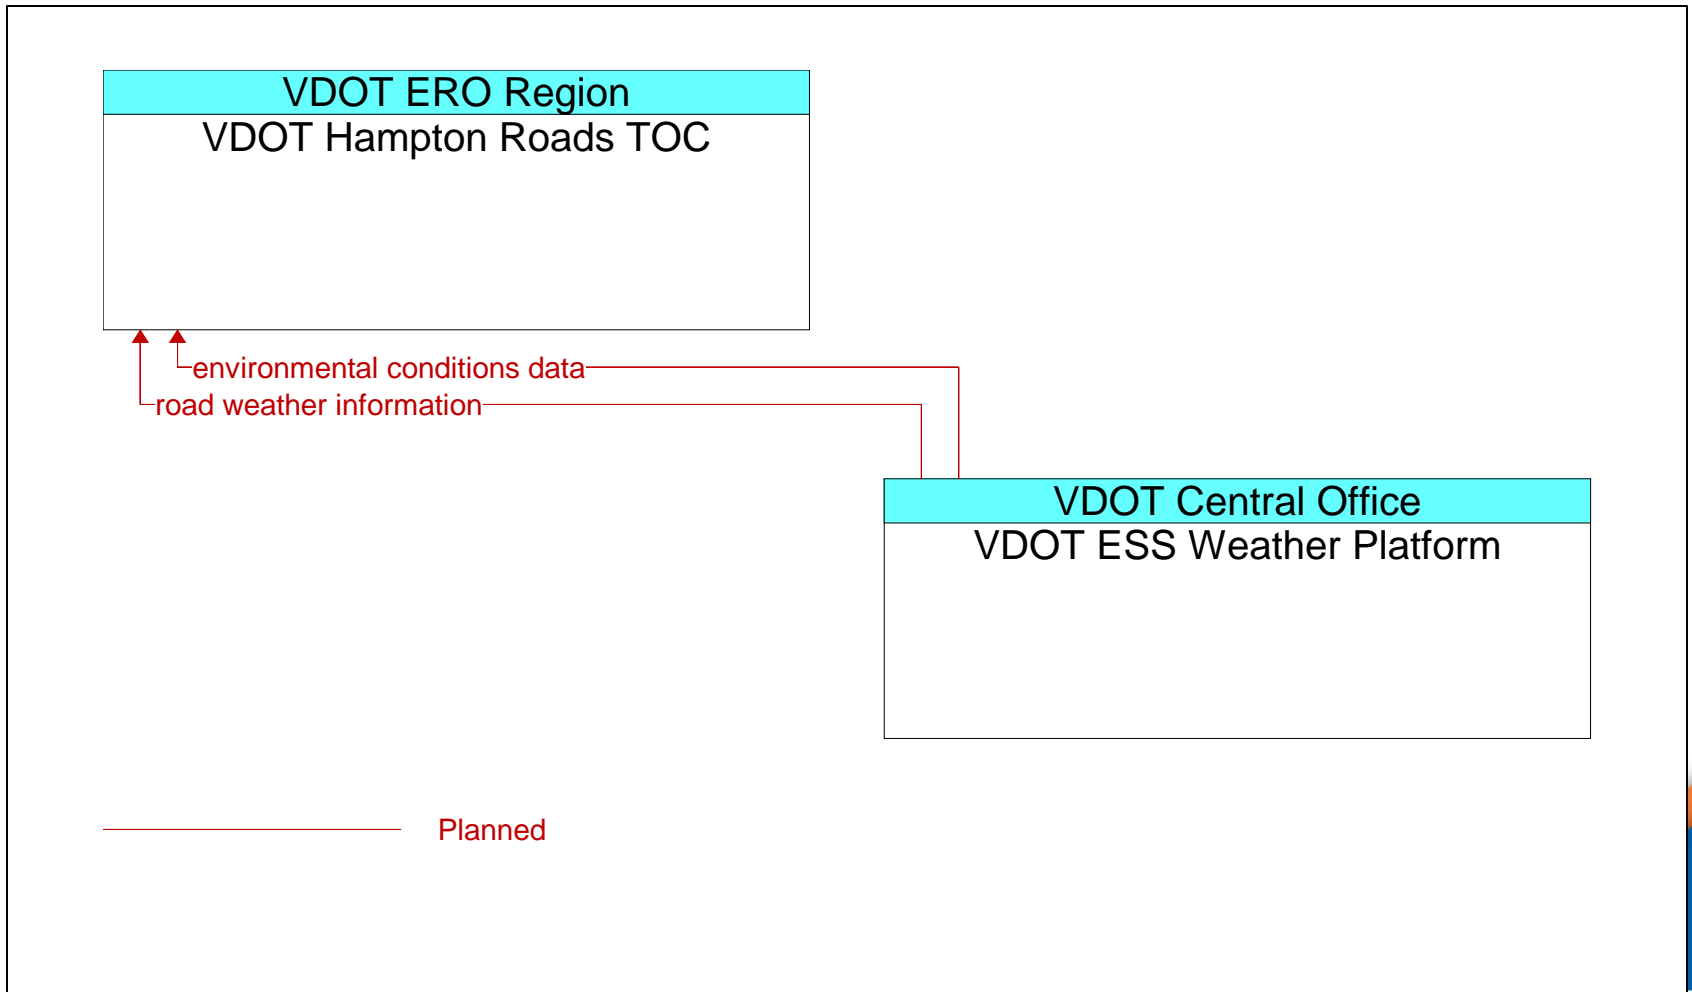 VDOT ERO Region
VDOT Hampton Roads TOC
environmental conditions data
road weather information
VDOT Central Office
VDOT ESS Weather Platform
Planned